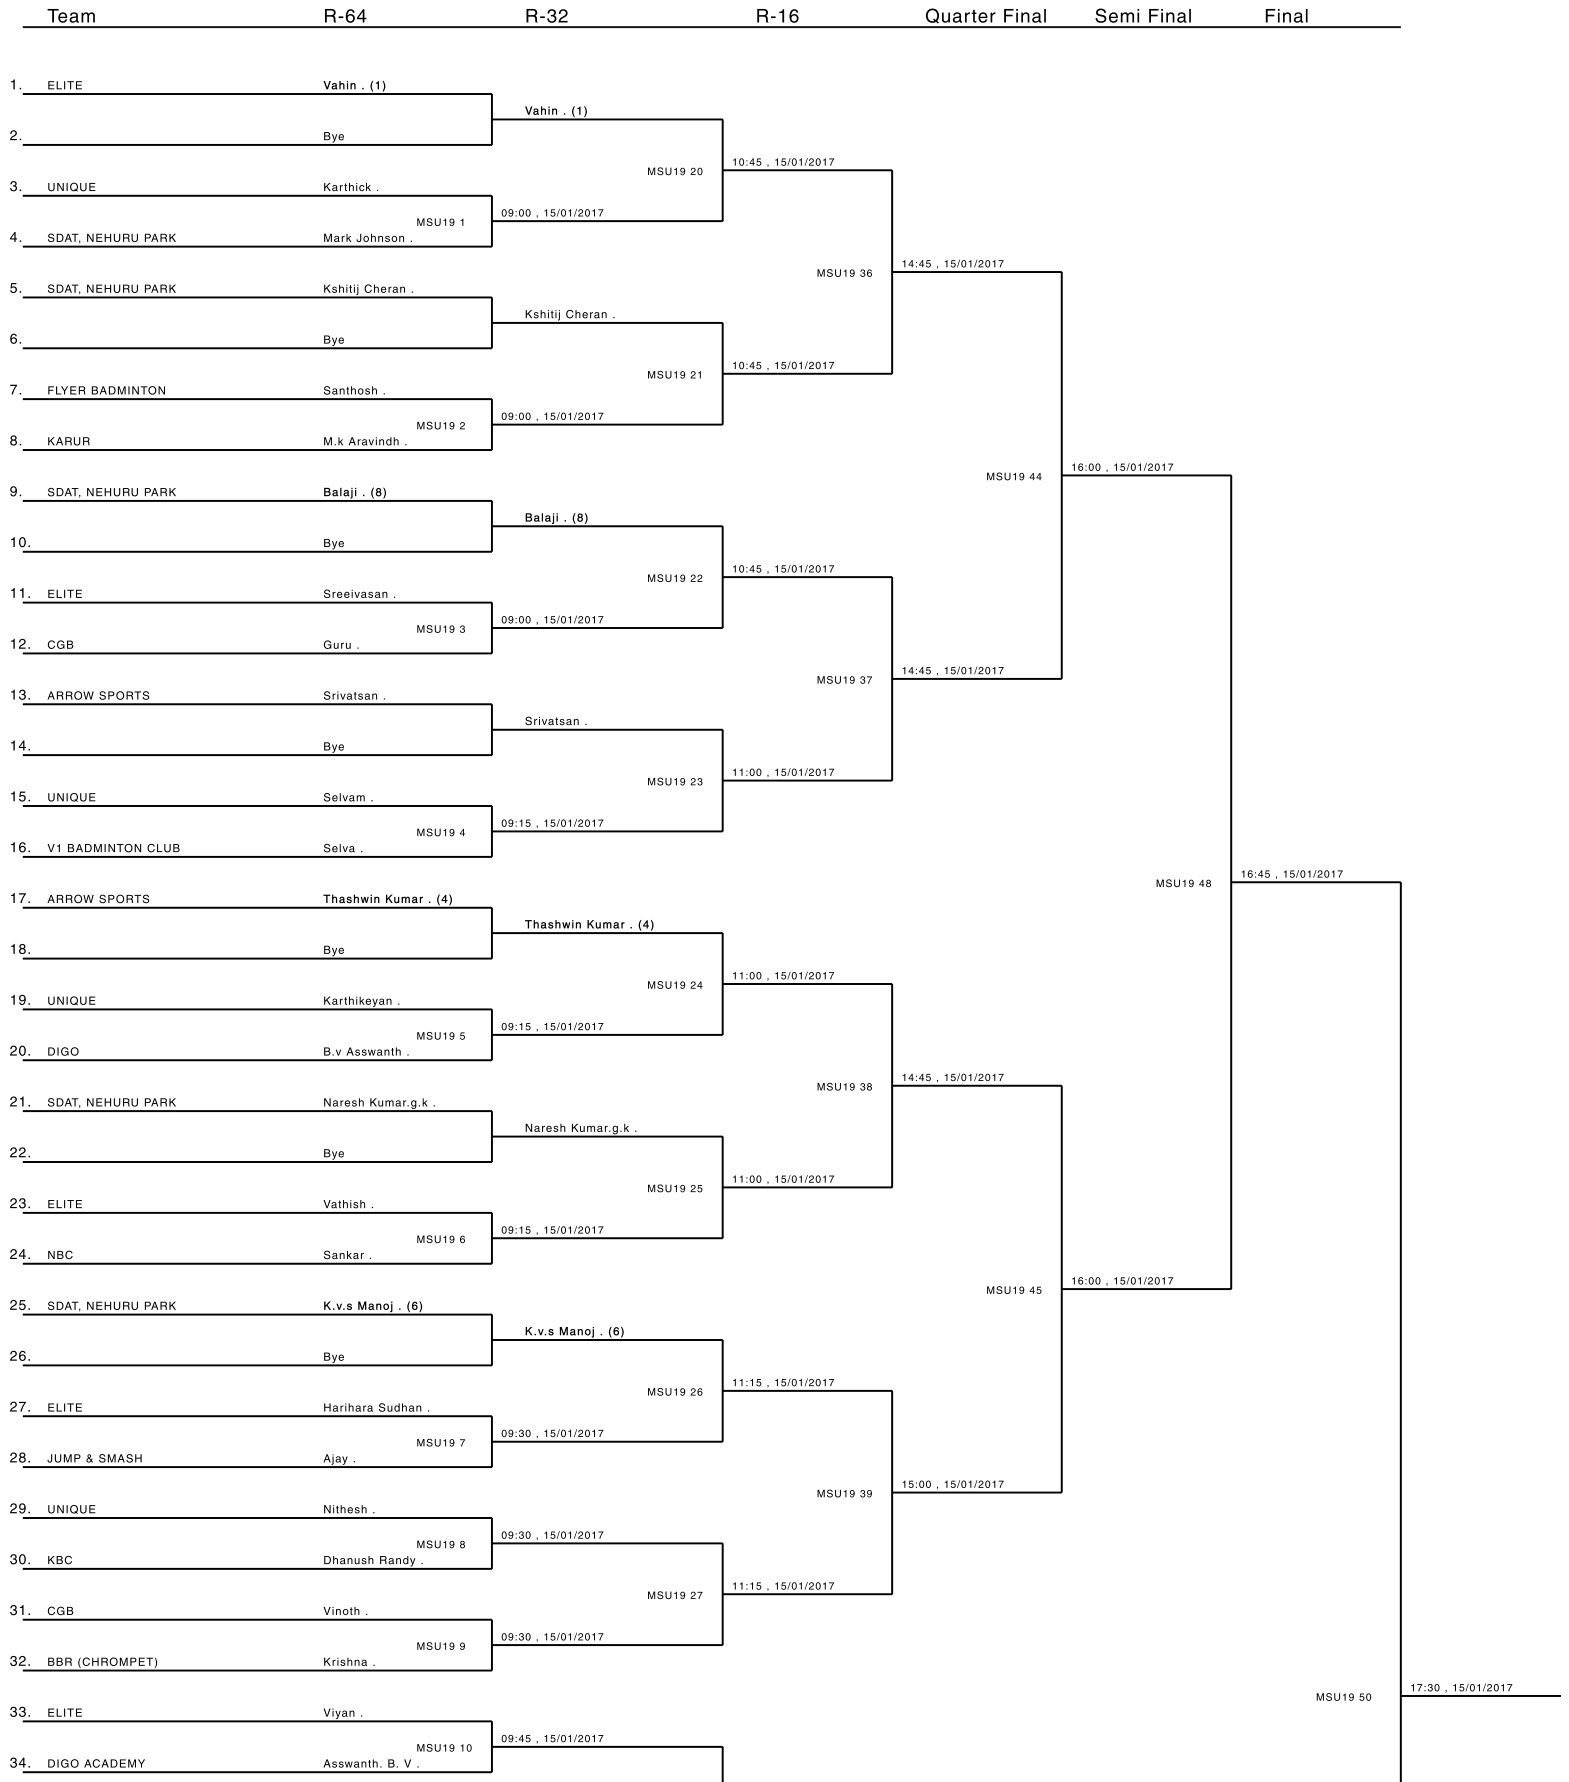 Team R-64 R-32 R-16 Quarter Final Semi Final Final
1. ELITE Vahin . (1)
Vahin . (1)
2. Bye
MSU19 20 10:45 , 15/01/2017
3. UNIQUE Karthick .
MSU19 1 09:00 , 15/01/2017
4. SDAT, NEHURU PARK Mark Johnson .
MSU19 36 14:45 , 15/01/2017
5. SDAT, NEHURU PARK Kshitij Cheran .
Kshitij Cheran .
6. Bye
MSU19 21 10:45 , 15/01/2017
7. FLYER BADMINTON Santhosh .
MSU19 2 09:00 , 15/01/2017
8. KARUR M.k Aravindh .
MSU19 44 16:00 , 15/01/2017
9. SDAT, NEHURU PARK Balaji . (8)
Balaji . (8)
10. Bye
MSU19 22 10:45 , 15/01/2017
11. ELITE Sreeivasan .
MSU19 3 09:00 , 15/01/2017
12. CGB Guru .
MSU19 37 14:45 , 15/01/2017
13. ARROW SPORTS Srivatsan .
Srivatsan .
14. Bye
MSU19 23 11:00 , 15/01/2017
15. UNIQUE Selvam .
MSU19 4 09:15 , 15/01/2017
16. V1 BADMINTON CLUB Selva .
MSU19 48 16:45 , 15/01/2017
17. ARROW SPORTS Thashwin Kumar . (4)
Thashwin Kumar . (4)
18. Bye
MSU19 24 11:00 , 15/01/2017
19. UNIQUE Karthikeyan .
MSU19 5 09:15 , 15/01/2017
20. DIGO B.v Asswanth .
MSU19 38 14:45 , 15/01/2017
21. SDAT, NEHURU PARK Naresh Kumar.g.k .
Naresh Kumar.g.k .
22. Bye
MSU19 25 11:00 , 15/01/2017
23. ELITE Vathish .
MSU19 6 09:15 , 15/01/2017
24. NBC Sankar .
MSU19 45 16:00 , 15/01/2017
25. SDAT, NEHURU PARK K.v.s Manoj . (6)
K.v.s Manoj . (6)
26. Bye
MSU19 26 11:15 , 15/01/2017
27. ELITE Harihara Sudhan .
MSU19 7 09:30 , 15/01/2017
28. JUMP & SMASH Ajay .
MSU19 39 15:00 , 15/01/2017
29. UNIQUE Nithesh .
MSU19 8 09:30 , 15/01/2017
30. KBC Dhanush Randy .
MSU19 27 11:15 , 15/01/2017
31. CGB Vinoth .
MSU19 9 09:30 , 15/01/2017
32. BBR (CHROMPET) Krishna .
MSU19 50 17:30 , 15/01/2017
33. ELITE Viyan .
MSU19 10 09:45 , 15/01/2017
34. DIGO ACADEMY Asswanth. B. V .